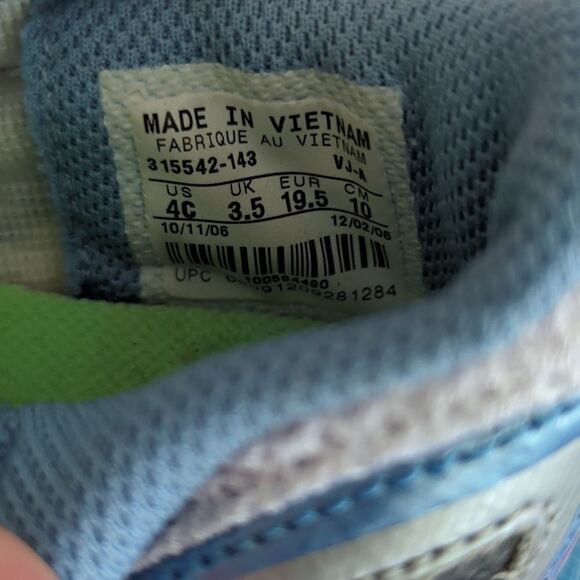 MADE IN VIETNAM
FABRIQUE AU VIETNAM
315542-143 VJ-A
US UK EUR CM
4C 3.5 19.5 10
10/11/06 12/02/06
UPC